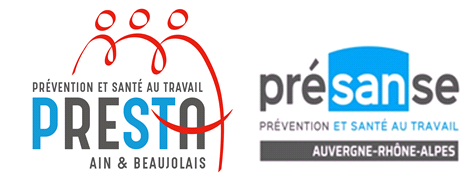 PRÉVENTION ET SANTÉ AU TRAVAIL
PRESTA
AIN & BEAUJOLAIS
présanse
PRÉVENTION ET SANTÉ AU TRAVAIL
AUVERGNE-RHÔNE-ALPES